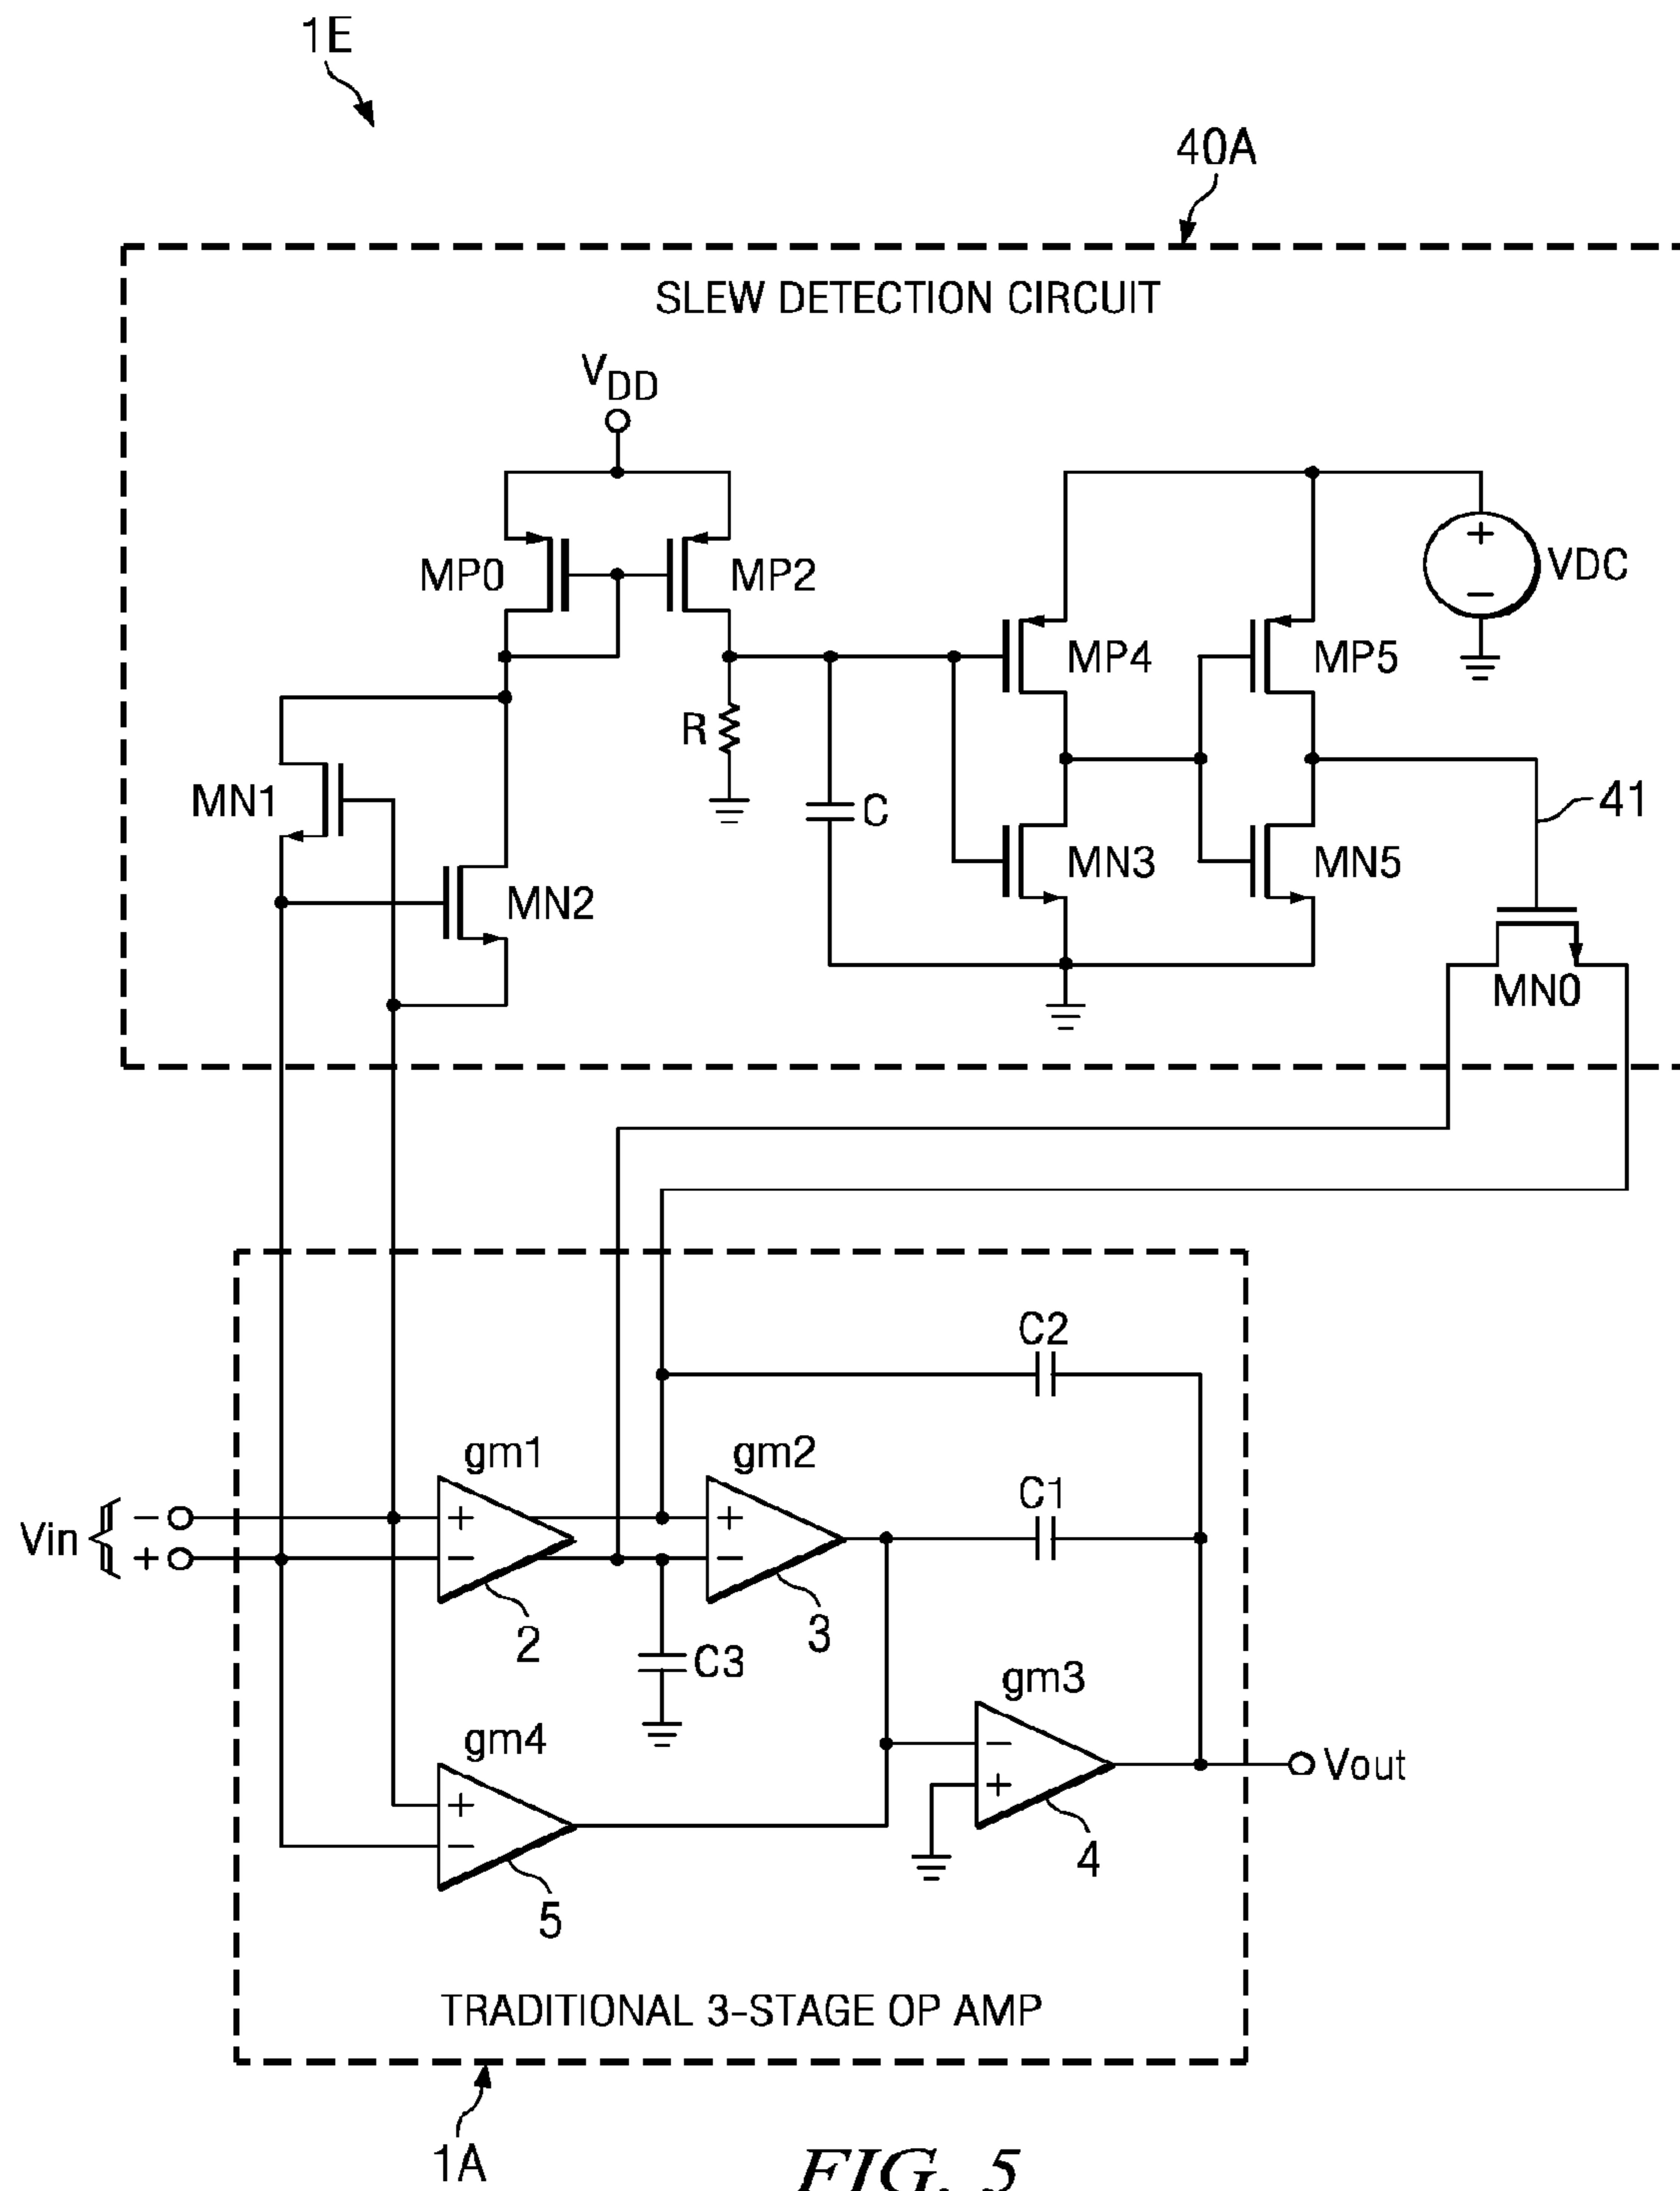 1E
40A
SLEW DETECTION CIRCUIT
VDD
MP0
MP2
MP4
MP5
+
−
VDC
R
C
MN1
MN2
MN3
MN5
41
MN0
C2
C1
gm1
gm2
Vin { −
+
+
−
+
−
2
3
C3
gm3
gm4
−
+
Vout
+
−
4
5
TRADITIONAL 3-STAGE OP AMP
1A
FIG. 5